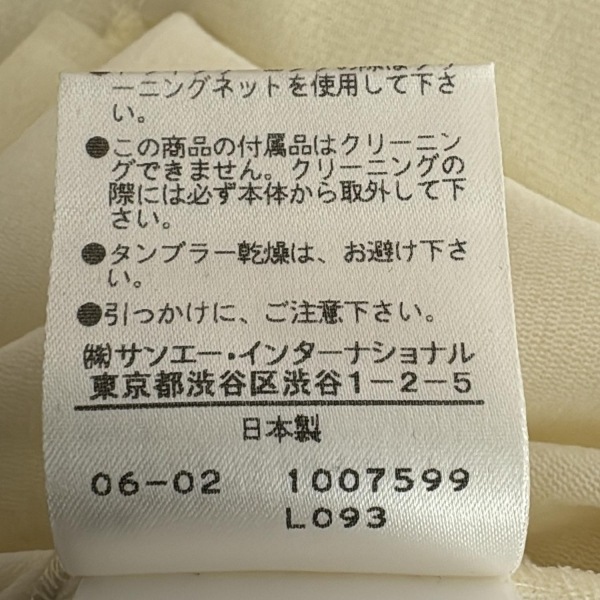 ーニングネットを使用して下さ
い。
●この商品の付属品はクリーニン
グできません。クリーニングの
際には必ず本体から取外して下
さい。
●タンブラー乾燥は、お避け下さ
い。
●引っかけに、ご注意下さい。
㈱サンエー・インターナショナル
東京都渋谷区渋谷1-2-5
日本製
06-02 1007599
L093